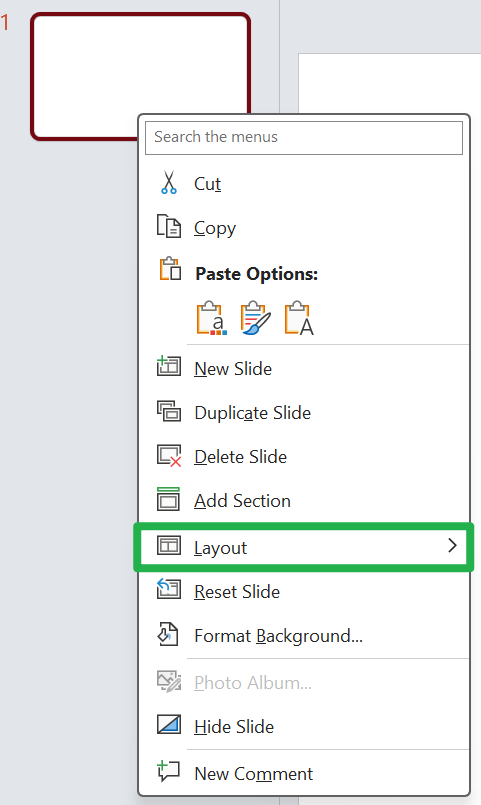 1
Search the menus
Cut
Copy
Paste Options:
New Slide
Duplicate Slide
Delete Slide
Add Section
Layout
Reset Slide
Format Background...
Photo Album...
Hide Slide
New Comment